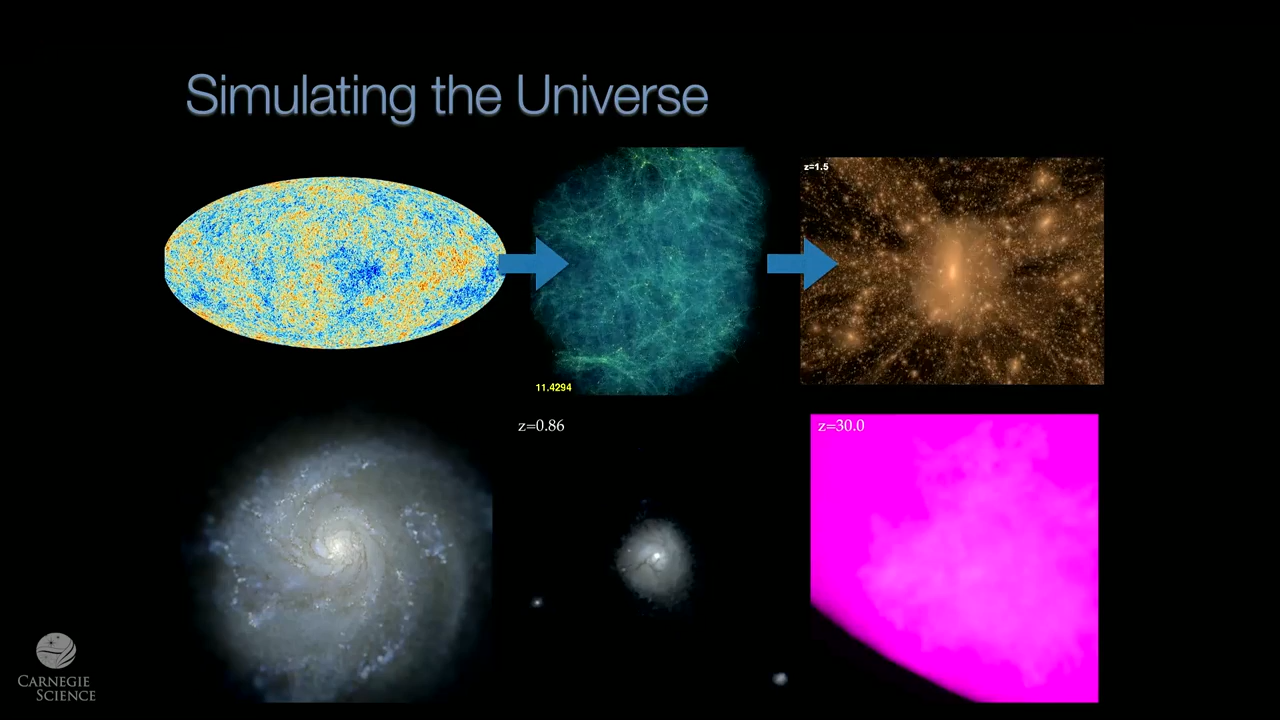 Simulating the Universe
z=1.5
11.4294
z=0.86
z=30.0
CARNEGIE
SCIENCE